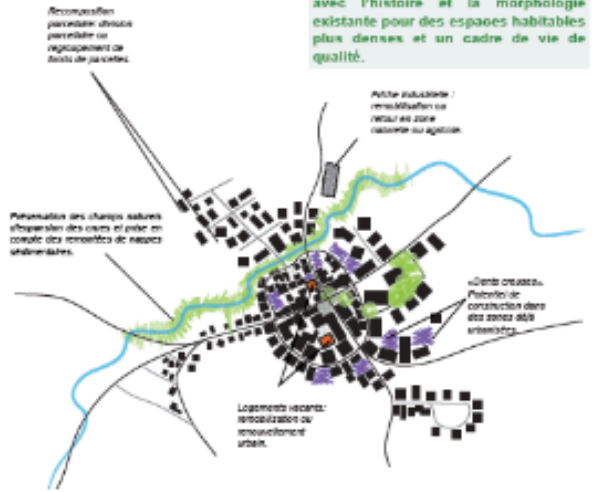 avec l'histoire et la morphologie
existante pour des espaces habitables
plus denses et un cadre de vie de
qualité.
Recomposition
parcellaire: division
parcellaire ou
regroupement de
fonds de parcelles.
Friche industrielle :
remobilisation ou
retour en zone
naturelle ou agricole.
Préservation des champs naturels
d'expansion des crues et prise en
compte des remontées de nappes
sédimentaires.
«Dents creuses».
Potentiel de
construction dans
des zones déjà
urbanisées.
Logements vacants:
remobilisation ou
renouvellement
urbain.